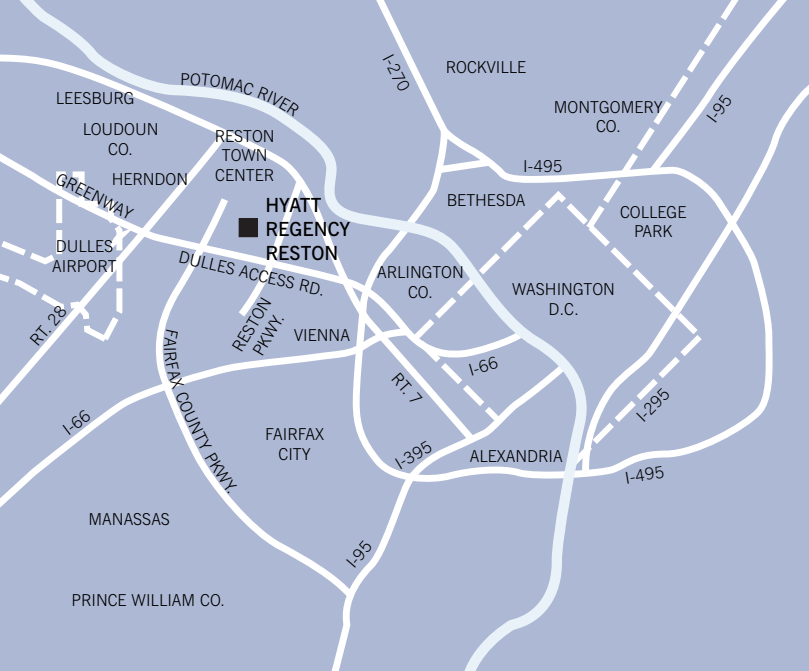 I-270
ROCKVILLE
POTOMAC RIVER
LEESBURG
MONTGOMERY
CO.
I-95
LOUDOUN
CO.
RESTON
TOWN
CENTER
I-495
HERNDON
GREENWAY
BETHESDA
HYATT
REGENCY
RESTON
COLLEGE
PARK
DULLES
AIRPORT
DULLES ACCESS RD.
ARLINGTON
CO.
WASHINGTON
D.C.
RT. 28
RESTON
PKWY.
VIENNA
FAIRFAX COUNTY PKWY.
I-66
RT. 7
I-66
I-295
FAIRFAX
CITY
I-395
ALEXANDRIA
I-495
MANASSAS
I-95
PRINCE WILLIAM CO.